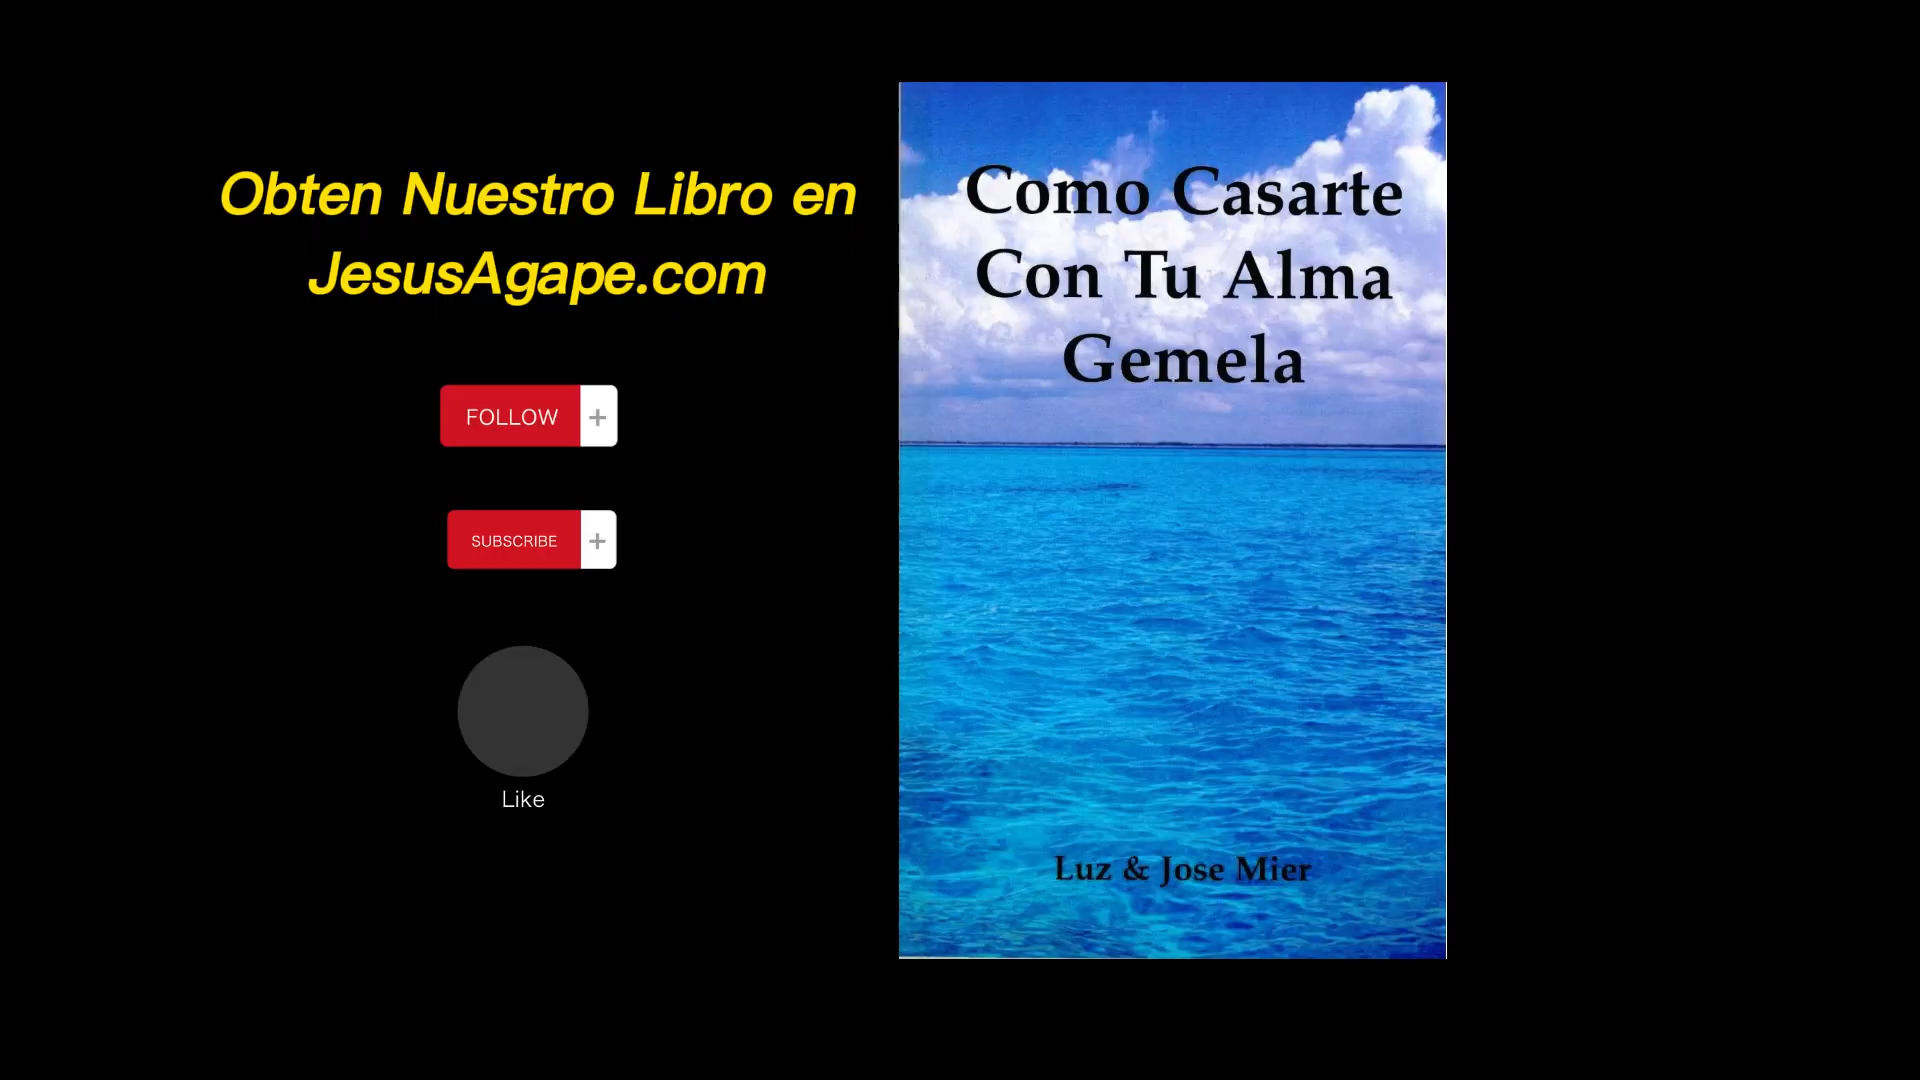 Obten Nuestro Libro en
JesusAgape.com
FOLLOW +
SUBSCRIBE +
Like
Como Casarte
Con Tu Alma
Gemela
Luz & Jose Mier